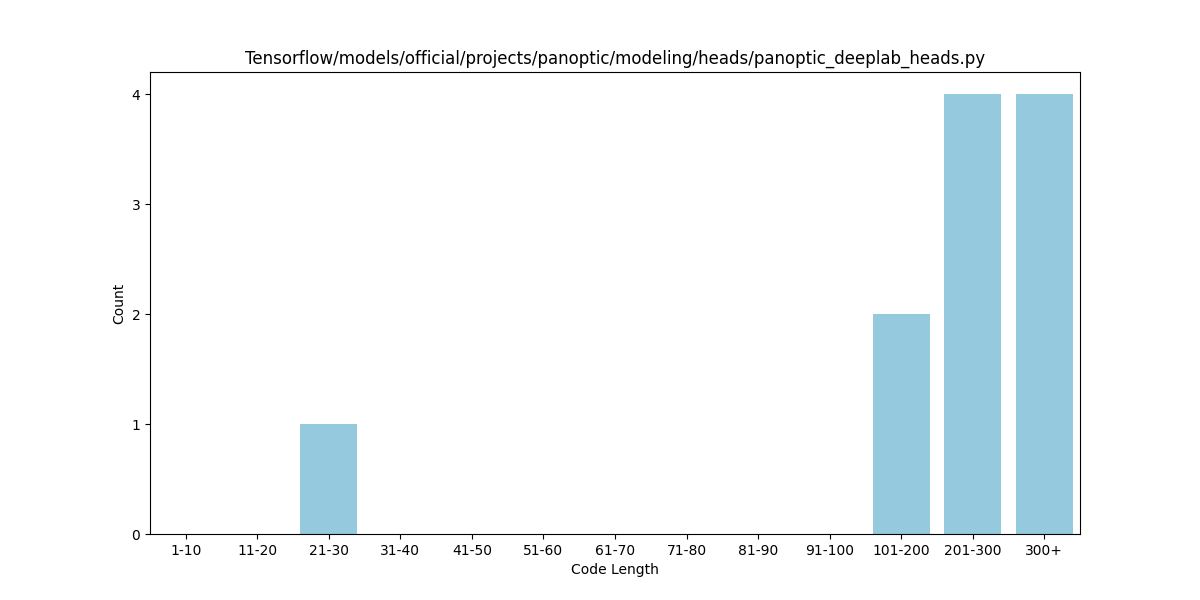 Tensorflow/models/official/projects/panoptic/modeling/heads/panoptic_deeplab_heads.py
4
3
2
1
0
Count
1-10 11-20 21-30 31-40 41-50 51-60 61-70 71-80 81-90 91-100 101-200 201-300 300+
Code Length